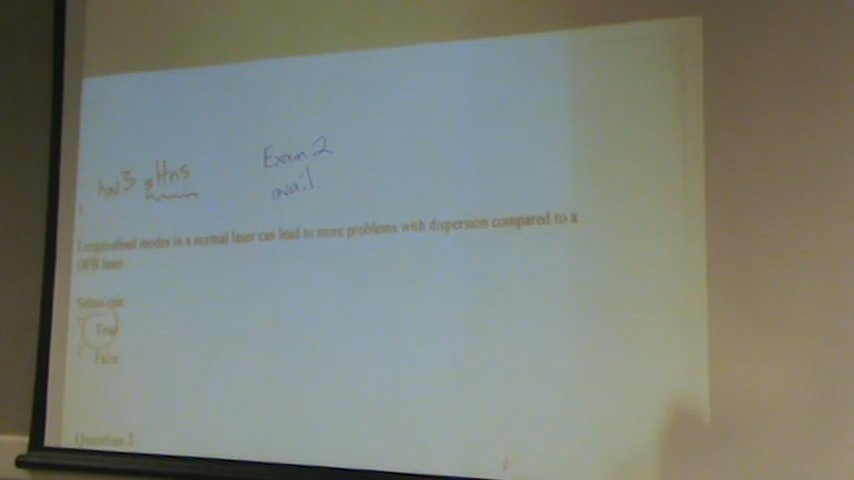 Exam 2
avail.
Longitudinal modes in a normal laser can lead to more problems with dispersion compared to a
DFB laser
Select one
True
False
Question 2